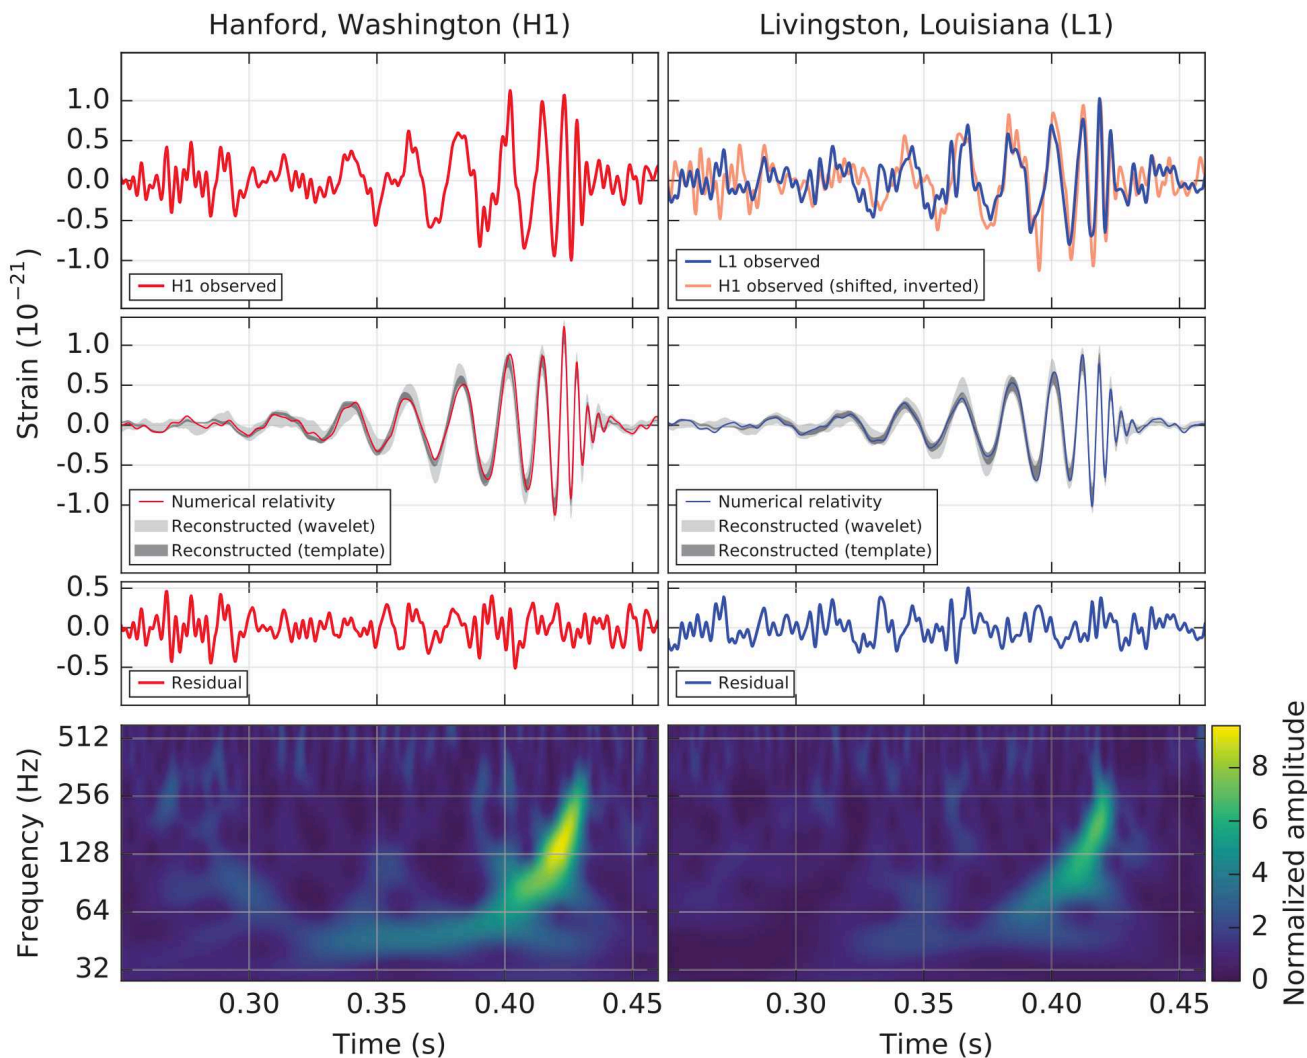 Hanford, Washington (H1)
Livingston, Louisiana (L1)
Strain (10⁻²¹)
1.0
0.5
0.0
-0.5
-1.0
H1 observed
L1 observed
H1 observed (shifted, inverted)
1.0
0.5
0.0
-0.5
-1.0
Numerical relativity
Reconstructed (wavelet)
Reconstructed (template)
Numerical relativity
Reconstructed (wavelet)
Reconstructed (template)
0.5
0.0
-0.5
Residual
Residual
Frequency (Hz)
512
256
128
64
32
0.30
0.35
0.40
0.45
Time (s)
0.30
0.35
0.40
0.45
Time (s)
8
6
4
2
0
Normalized amplitude